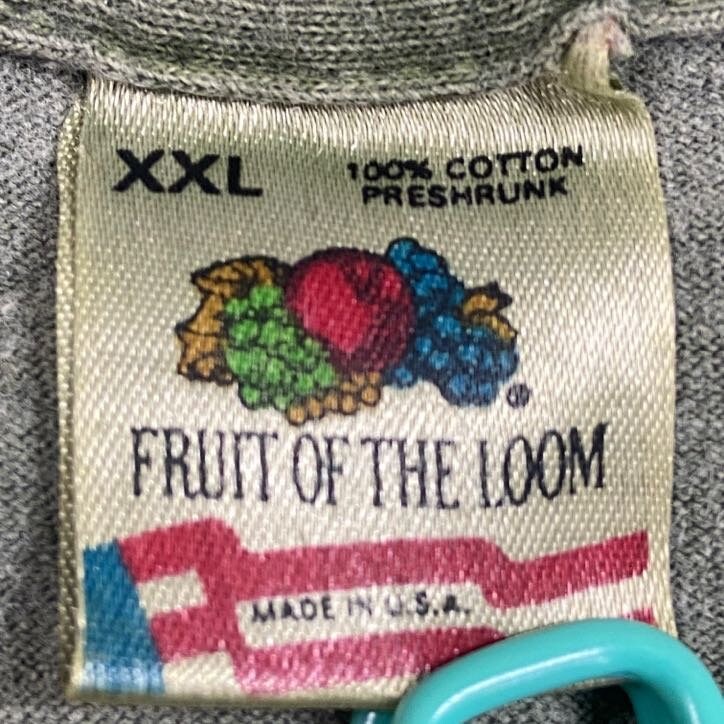 XXL
100% COTTON
PRESHRUNK
®
FRUIT OF THE LOOM
MADE IN U.S.A.